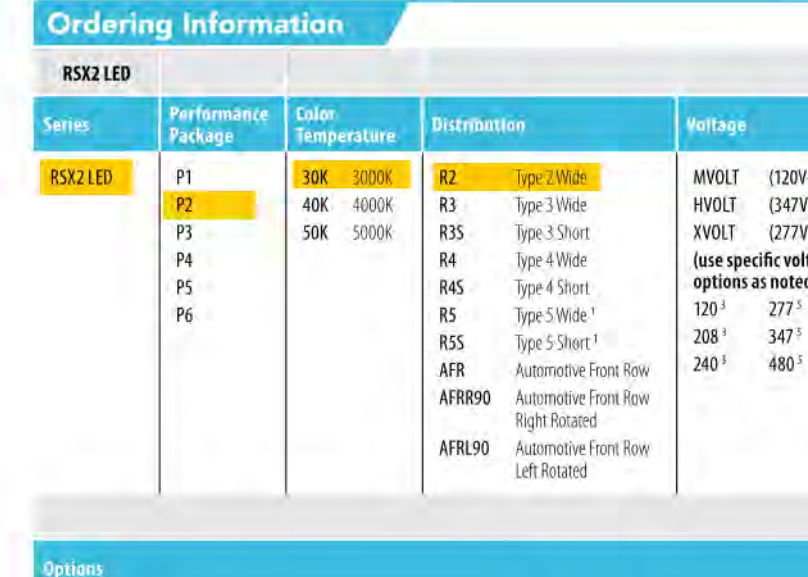 Ordering Information
RSX2 LED
Series
Performance
Package
Color
Temperature
Distribution
Voltage
RSX2 LED
P1
P2
P3
P4
P5
P6
30K 3000K
40K 4000K
50K 5000K
R2 Type 2 Wide
R3 Type 3 Wide
R3S Type 3 Short
R4 Type 4 Wide
R4S Type 4 Short
R5 Type 5 Wide ¹
R5S Type 5 Short ¹
AFR Automotive Front Row
AFRR90 Automotive Front Row
Right Rotated
AFRL90 Automotive Front Row
Left Rotated
MVOLT (120V
HVOLT (347V
XVOLT (277V
(use specific volt
options as noted
120 ³ 277 ⁵
208 ³ 347 ⁵
240 ³ 480 ⁵
Options